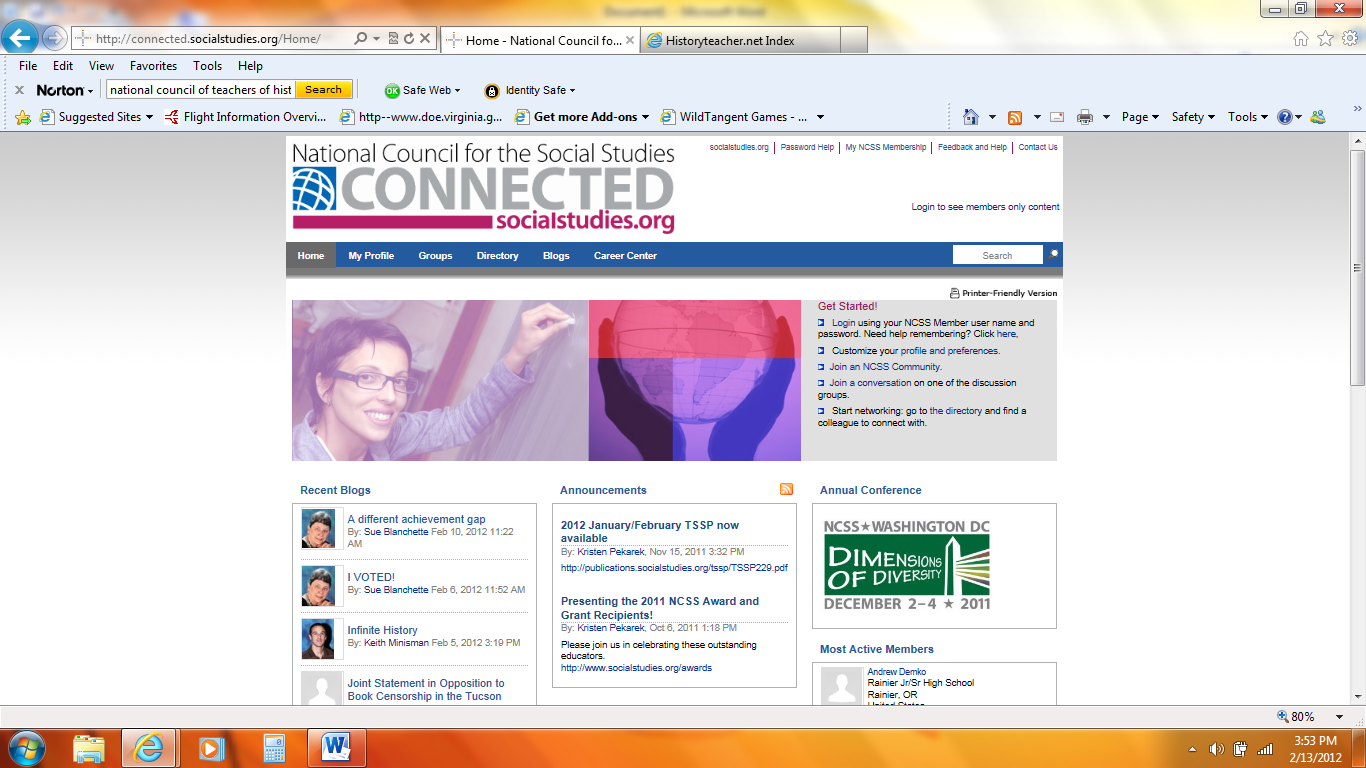 Document1 - Microsoft Word
http://connected.socialstudies.org/Home/
Home - National Council fo...
Historyteacher.net Index
File Edit View Favorites Tools Help
Norton
national council of teachers of hist
Search
OK
Safe Web
Identity Safe
Suggested Sites
Flight Information Overvi...
http--www.doe.virginia.g...
Get more Add-ons
WildTangent Games - ...
Page
Safety
Tools
National Council for the Social Studies
CONNECTED
socialstudies.org
socialstudies.org | Password Help | My NCSS Membership | Feedback and Help | Contact Us
Login to see members only content
Home My Profile Groups Directory Blogs Career Center
Search
Printer-Friendly Version
Get Started!
Login using your NCSS Member user name and
password. Need help remembering? Click here,
Customize your profile and preferences.
Join an NCSS Community.
Join a conversation on one of the discussion
groups.
Start networking: go to the directory and find a
colleague to connect with.
Recent Blogs
A different achievement gap
By: Sue Blanchette Feb 10, 2012 11:22
AM
I VOTED!
By: Sue Blanchette Feb 6, 2012 11:52 AM
Infinite History
By: Keith Minisman Feb 5, 2012 3:19 PM
Joint Statement in Opposition to
Book Censorship in the Tucson
Announcements
2012 January/February TSSP now
available
By: Kristen Pekarek, Nov 15, 2011 3:32 PM
http://publications.socialstudies.org/tssp/TSSP229.pdf
Presenting the 2011 NCSS Award and
Grant Recipients!
By: Kristen Pekarek, Oct 6, 2011 1:18 PM
Please join us in celebrating these outstanding
educators.
http://www.socialstudies.org/awards
Annual Conference
NCSS★WASHINGTON DC
DIMENSIONS
OF DIVERSITY
DECEMBER 2–4 ★ 2011
Most Active Members
Andrew Demko
Rainier Jr/Sr High School
Rainier, OR
United States
80%
3:53 PM
2/13/2012